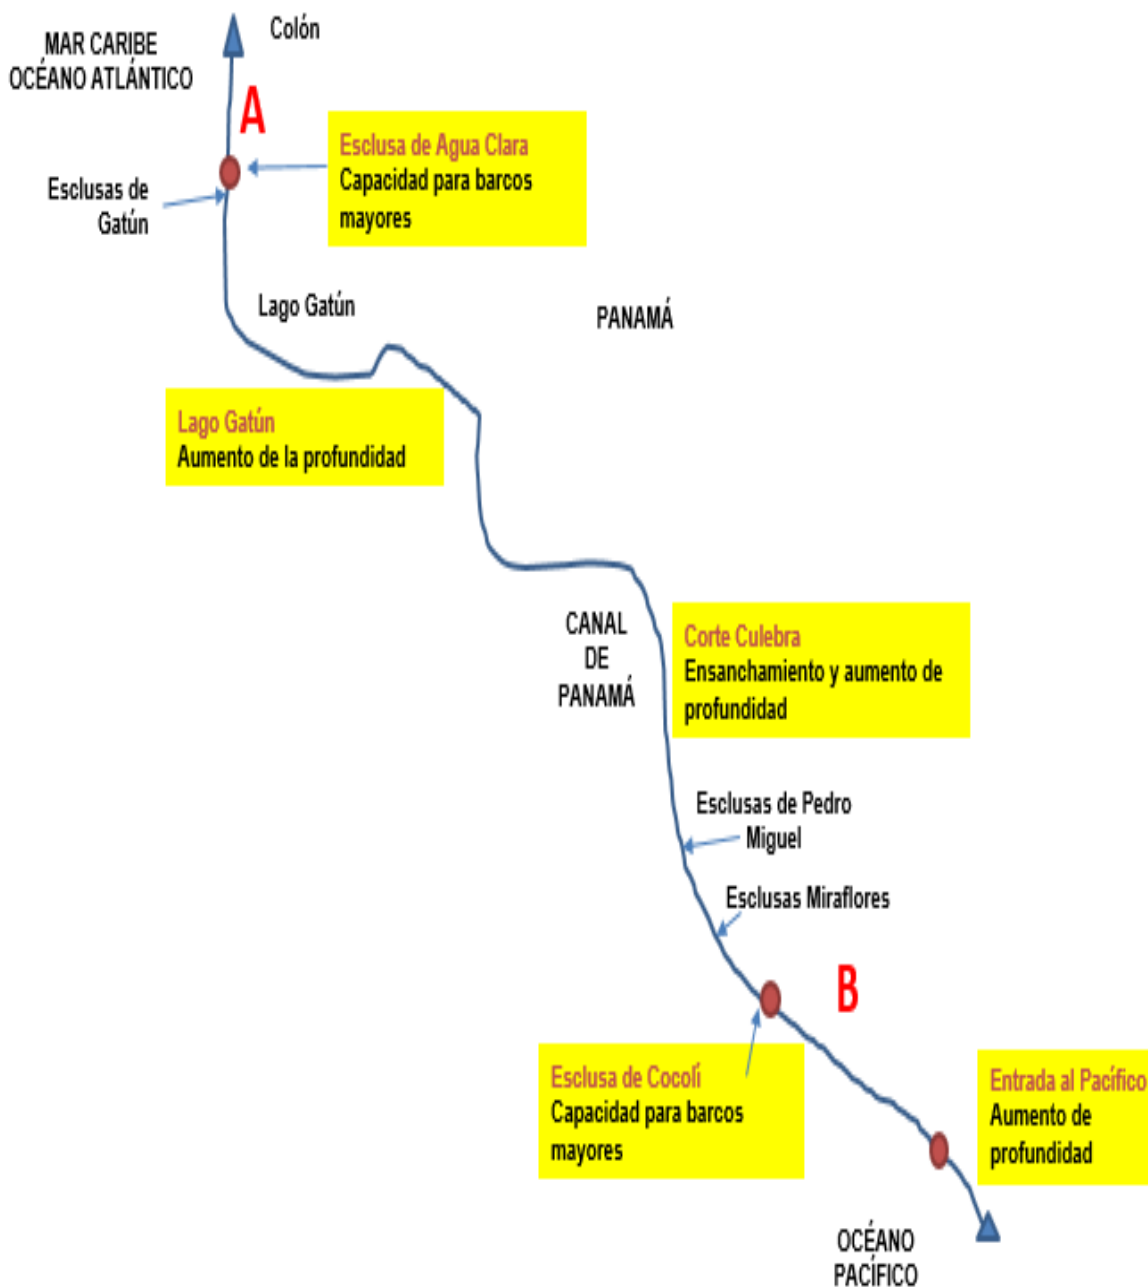 Colón
MAR CARIBE
OCÉANO ATLÁNTICO
A
Esclusa de Agua Clara
Capacidad para barcos
mayores
Esclusas de
Gatún
Lago Gatún
PANAMÁ
Lago Gatún
Aumento de la profundidad
CANAL
DE
PANAMÁ
Corte Culebra
Ensanchamiento y aumento de
profundidad
Esclusas de Pedro
Miguel
Esclusas Miraflores
B
Esclusa de Cocolí
Capacidad para barcos
mayores
Entrada al Pacífico
Aumento de
profundidad
OCÉANO
PACÍFICO